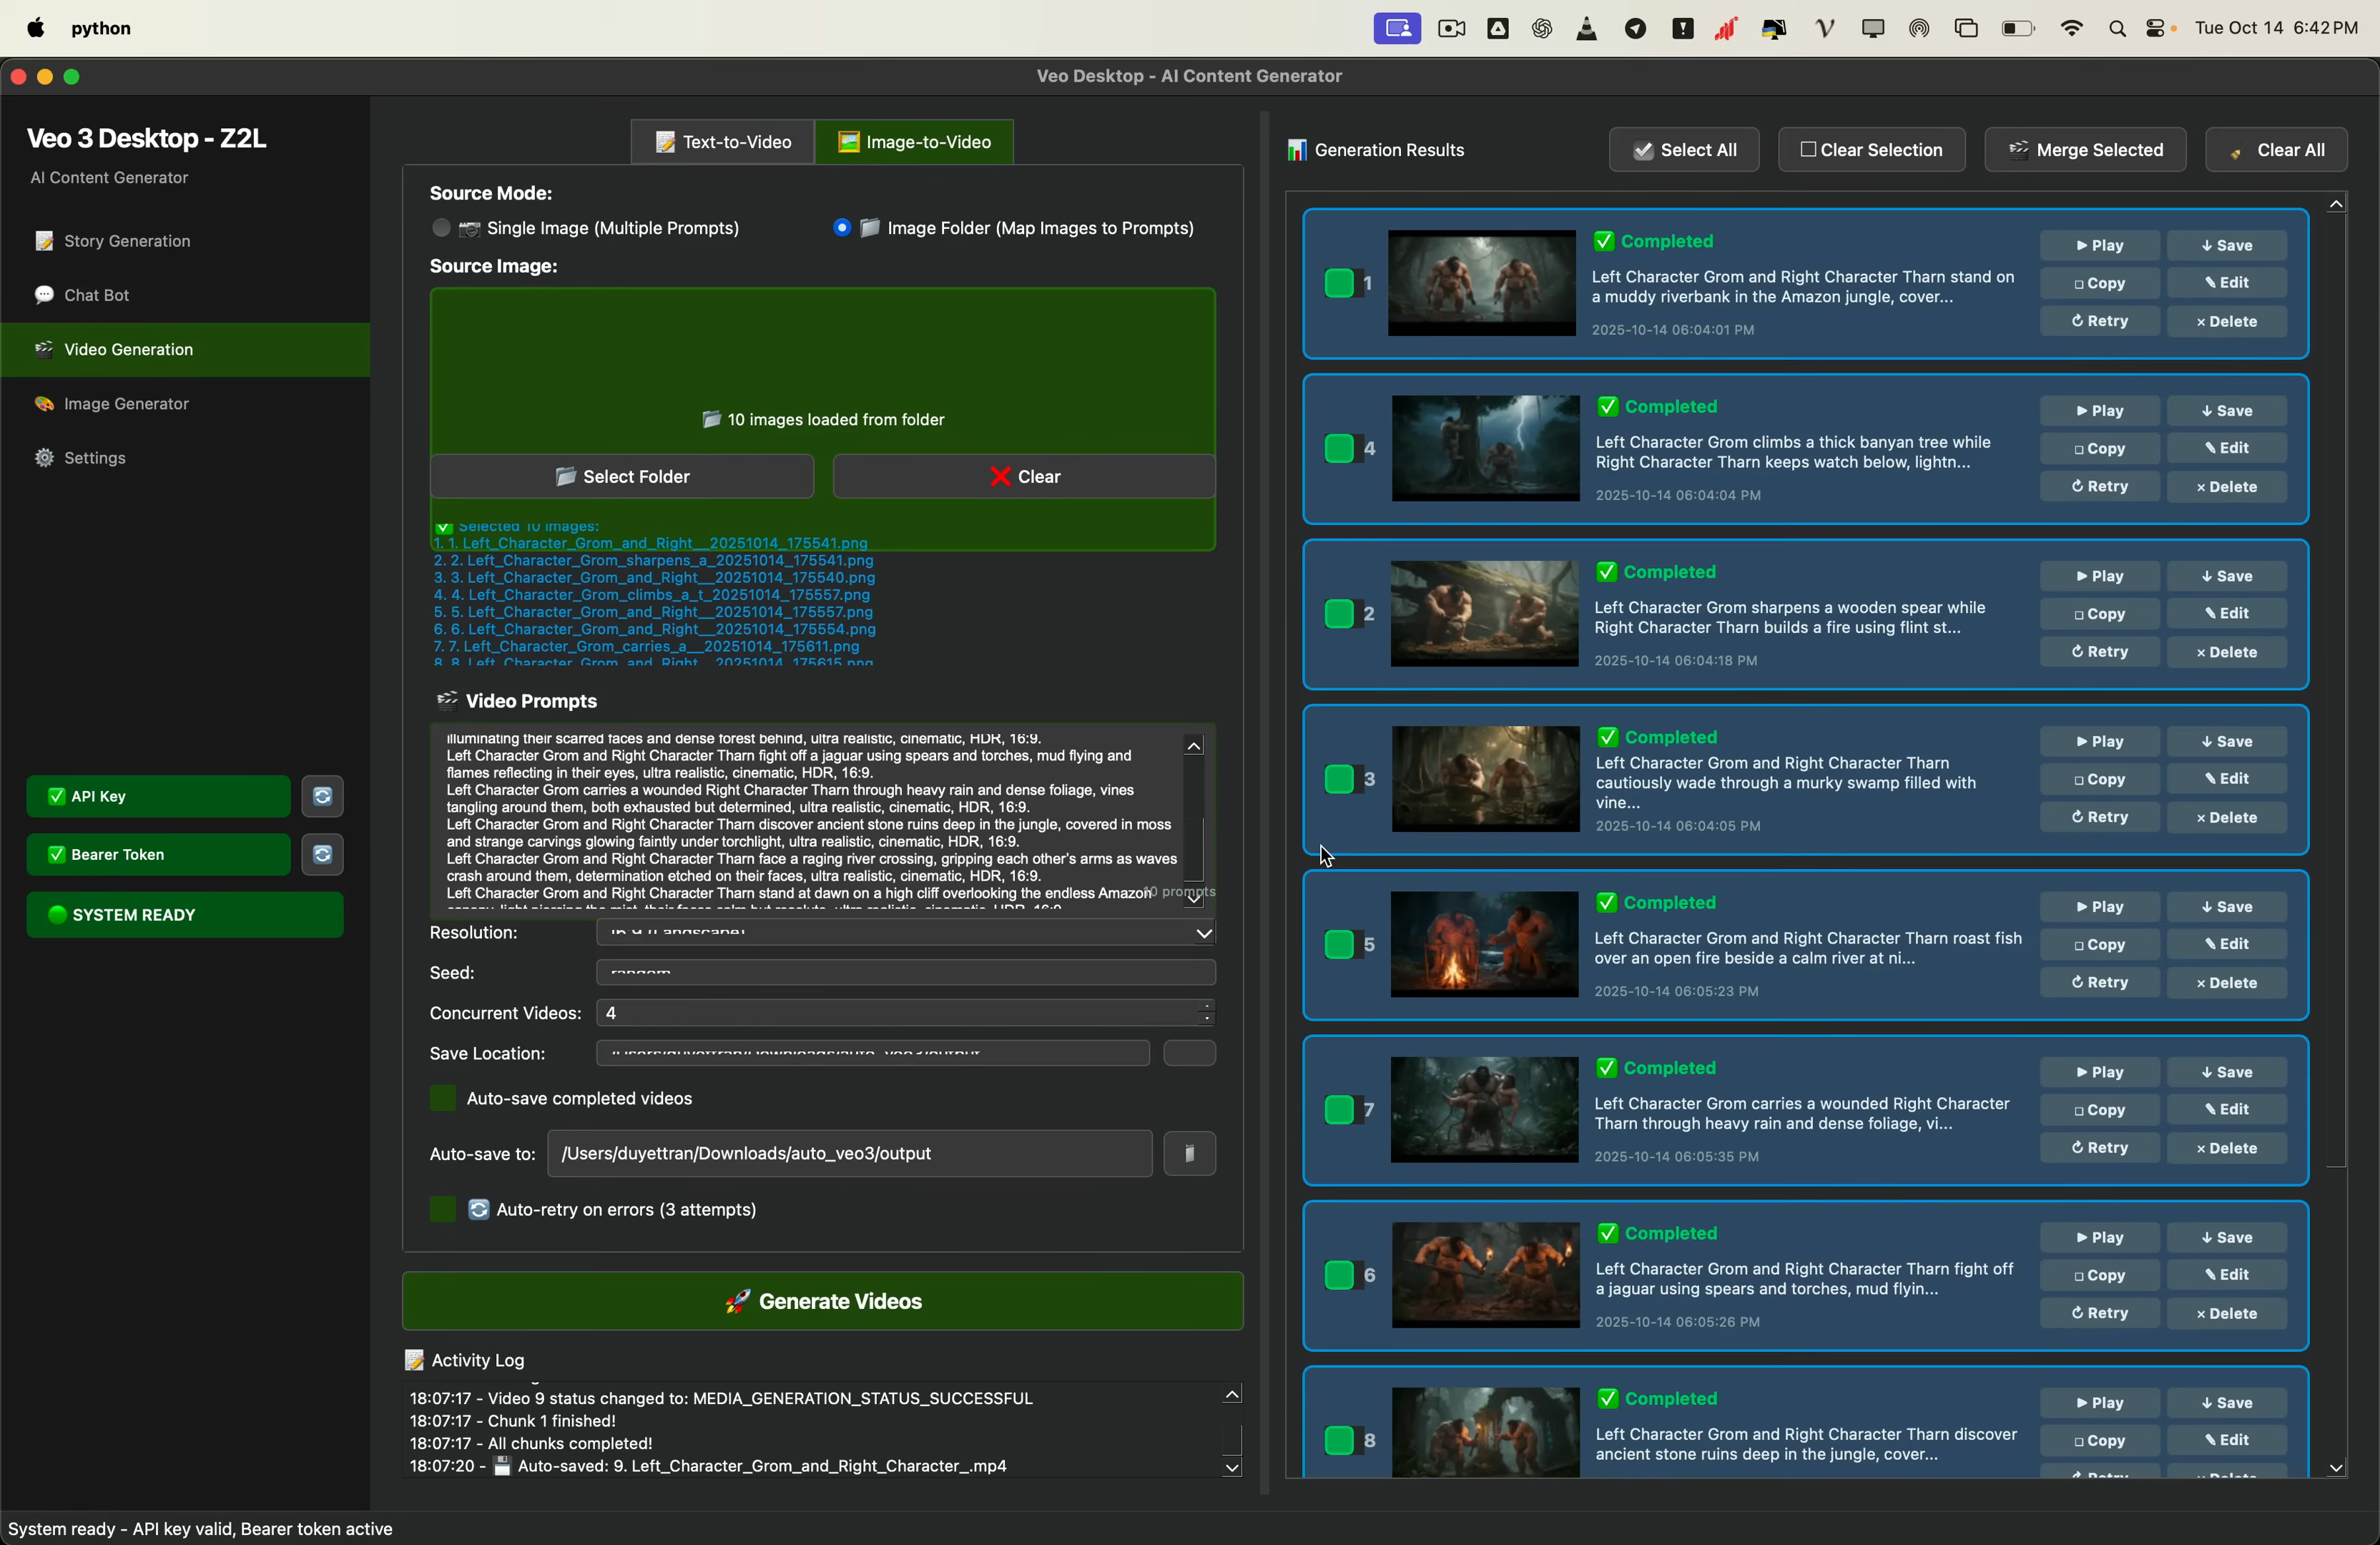 python
Tue Oct 14 6:42 PM
Veo Desktop - AI Content Generator
Veo 3 Desktop - Z2L
AI Content Generator
Story Generation
Chat Bot
Video Generation
Image Generator
Settings
API Key
Bearer Token
SYSTEM READY
Text-to-Video
Image-to-Video
Source Mode:
Single Image (Multiple Prompts)
Image Folder (Map Images to Prompts)
Source Image:
10 images loaded from folder
Select Folder
Clear
Selected 10 images:
1. 1. Left_Character_Grom_and_Right__20251014_175541.png
2. 2. Left_Character_Grom_sharpens_a_20251014_175541.png
3. 3. Left_Character_Grom_and_Right__20251014_175540.png
4. 4. Left_Character_Grom_climbs_a_t_20251014_175557.png
5. 5. Left_Character_Grom_and_Right__20251014_175557.png
6. 6. Left_Character_Grom_and_Right__20251014_175554.png
7. 7. Left_Character_Grom_carries_a__20251014_175611.png
8. 8. Left_Character_Grom_and_Right__20251014_175615.png
Video Prompts
illuminating their scarred faces and dense forest behind, ultra realistic, cinematic, HDR, 16:9.
Left Character Grom and Right Character Tharn fight off a jaguar using spears and torches, mud flying and
flames reflecting in their eyes, ultra realistic, cinematic, HDR, 16:9.
Left Character Grom carries a wounded Right Character Tharn through heavy rain and dense foliage, vines
tangling around them, both exhausted but determined, ultra realistic, cinematic, HDR, 16:9.
Left Character Grom and Right Character Tharn discover ancient stone ruins deep in the jungle, covered in moss
and strange carvings glowing faintly under torchlight, ultra realistic, cinematic, HDR, 16:9.
Left Character Grom and Right Character Tharn face a raging river crossing, gripping each other's arms as waves
crash around them, determination etched on their faces, ultra realistic, cinematic, HDR, 16:9.
Left Character Grom and Right Character Tharn stand at dawn on a high cliff overlooking the endless Amazon
10 prompts
Resolution:
Seed:
Concurrent Videos: 4
Save Location:
Auto-save completed videos
Auto-save to: /Users/duyettran/Downloads/auto_veo3/output
Auto-retry on errors (3 attempts)
Generate Videos
Activity Log
18:07:17 - Video 9 status changed to: MEDIA_GENERATION_STATUS_SUCCESSFUL
18:07:17 - Chunk 1 finished!
18:07:17 - All chunks completed!
18:07:20 - Auto-saved: 9. Left_Character_Grom_and_Right_Character_.mp4
System ready - API key valid, Bearer token active
Generation Results
Select All
Clear Selection
Merge Selected
Clear All
1
Completed
Left Character Grom and Right Character Tharn stand on
a muddy riverbank in the Amazon jungle, cover...
2025-10-14 06:04:01 PM
Play
Save
Copy
Edit
Retry
Delete
4
Completed
Left Character Grom climbs a thick banyan tree while
Right Character Tharn keeps watch below, lightn...
2025-10-14 06:04:04 PM
Play
Save
Copy
Edit
Retry
Delete
2
Completed
Left Character Grom sharpens a wooden spear while
Right Character Tharn builds a fire using flint st...
2025-10-14 06:04:18 PM
Play
Save
Copy
Edit
Retry
Delete
3
Completed
Left Character Grom and Right Character Tharn
cautiously wade through a murky swamp filled with
vine...
2025-10-14 06:04:05 PM
Play
Save
Copy
Edit
Retry
Delete
5
Completed
Left Character Grom and Right Character Tharn roast fish
over an open fire beside a calm river at ni...
2025-10-14 06:05:23 PM
Play
Save
Copy
Edit
Retry
Delete
7
Completed
Left Character Grom carries a wounded Right Character
Tharn through heavy rain and dense foliage, vi...
2025-10-14 06:05:35 PM
Play
Save
Copy
Edit
Retry
Delete
6
Completed
Left Character Grom and Right Character Tharn fight off
a jaguar using spears and torches, mud flyin...
2025-10-14 06:05:26 PM
Play
Save
Copy
Edit
Retry
Delete
8
Completed
Left Character Grom and Right Character Tharn discover
ancient stone ruins deep in the jungle, cover...
Play
Save
Copy
Edit